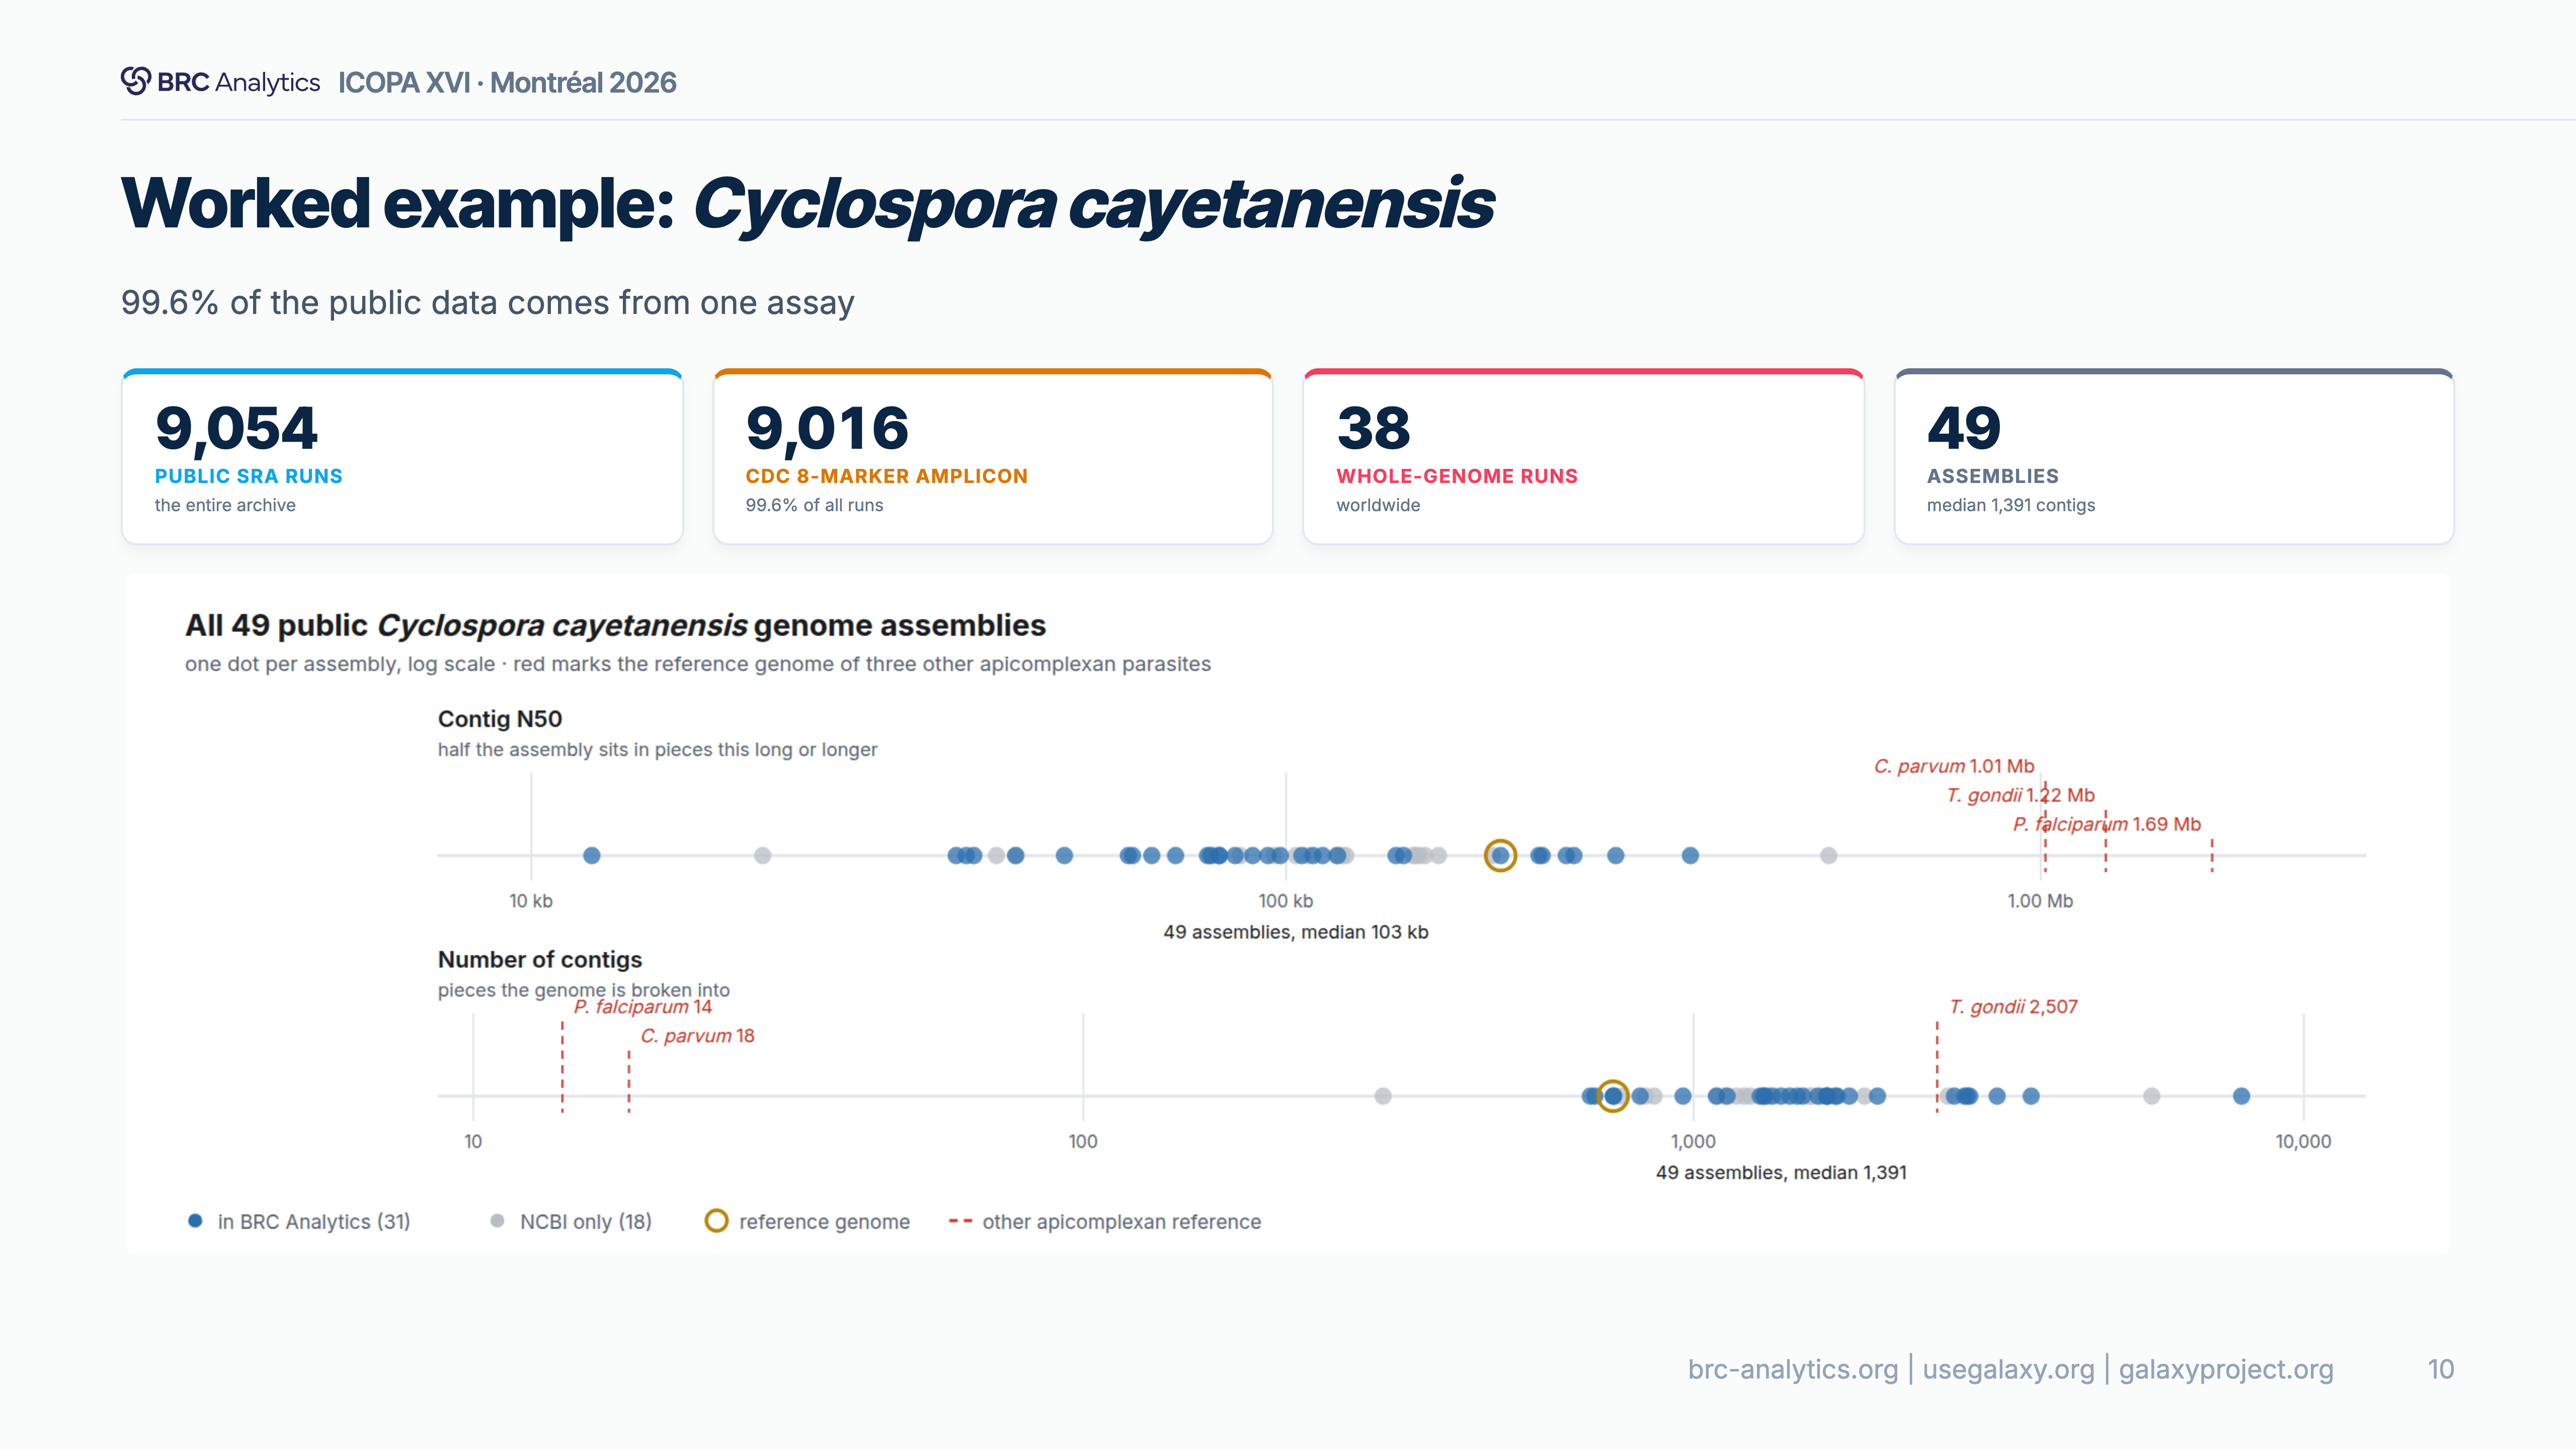 BRC Analytics ICOPA XVI · Montréal 2026
Worked example: Cyclospora cayetanensis
99.6% of the public data comes from one assay
9,054
PUBLIC SRA RUNS
the entire archive
9,016
CDC 8-MARKER AMPLICON
99.6% of all runs
38
WHOLE-GENOME RUNS
worldwide
49
ASSEMBLIES
median 1,391 contigs
All 49 public Cyclospora cayetanensis genome assemblies
one dot per assembly, log scale · red marks the reference genome of three other apicomplexan parasites
Contig N50
half the assembly sits in pieces this long or longer
C. parvum 1.01 Mb
T. gondii 1.22 Mb
P. falciparum 1.69 Mb
10 kb 100 kb 1.00 Mb
49 assemblies, median 103 kb
Number of contigs
pieces the genome is broken into
P. falciparum 14 T. gondii 2,507
C. parvum 18
10 100 1,000 10,000
49 assemblies, median 1,391
in BRC Analytics (31) NCBI only (18) reference genome other apicomplexan reference
brc-analytics.org | usegalaxy.org | galaxyproject.org 10